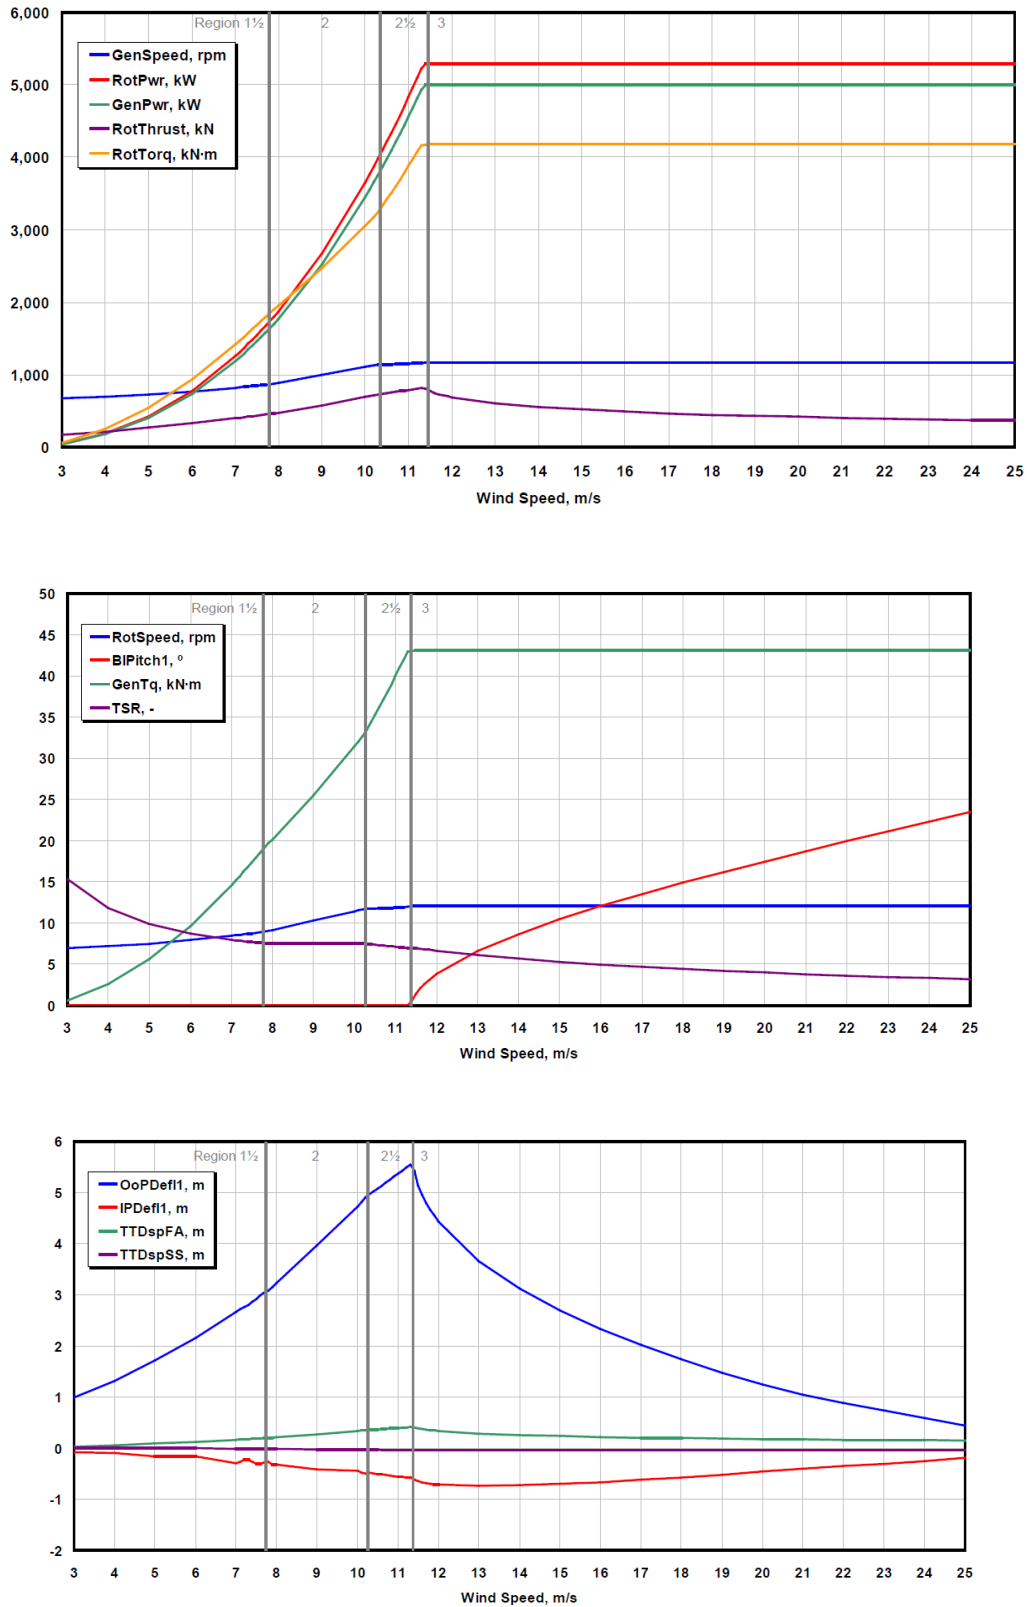 6,000
Region 1½ 2 2½ 3
GenSpeed, rpm
RotPwr, kW
GenPwr, kW
RotThrust, kN
RotTorq, kN·m
5,000
4,000
3,000
2,000
1,000
0
3 4 5 6 7 8 9 10 11 12 13 14 15 16 17 18 19 20 21 22 23 24 25
Wind Speed, m/s
50
Region 1½ 2 2½ 3
RotSpeed, rpm
BlPitch1, º
GenTq, kN·m
TSR, -
45
40
35
30
25
20
15
10
5
0
3 4 5 6 7 8 9 10 11 12 13 14 15 16 17 18 19 20 21 22 23 24 25
Wind Speed, m/s
6
Region 1½ 2 2½ 3
OoPDefl1, m
IPDefl1, m
TTDspFA, m
TTDspSS, m
5
4
3
2
1
0
-1
-2
3 4 5 6 7 8 9 10 11 12 13 14 15 16 17 18 19 20 21 22 23 24 25
Wind Speed, m/s